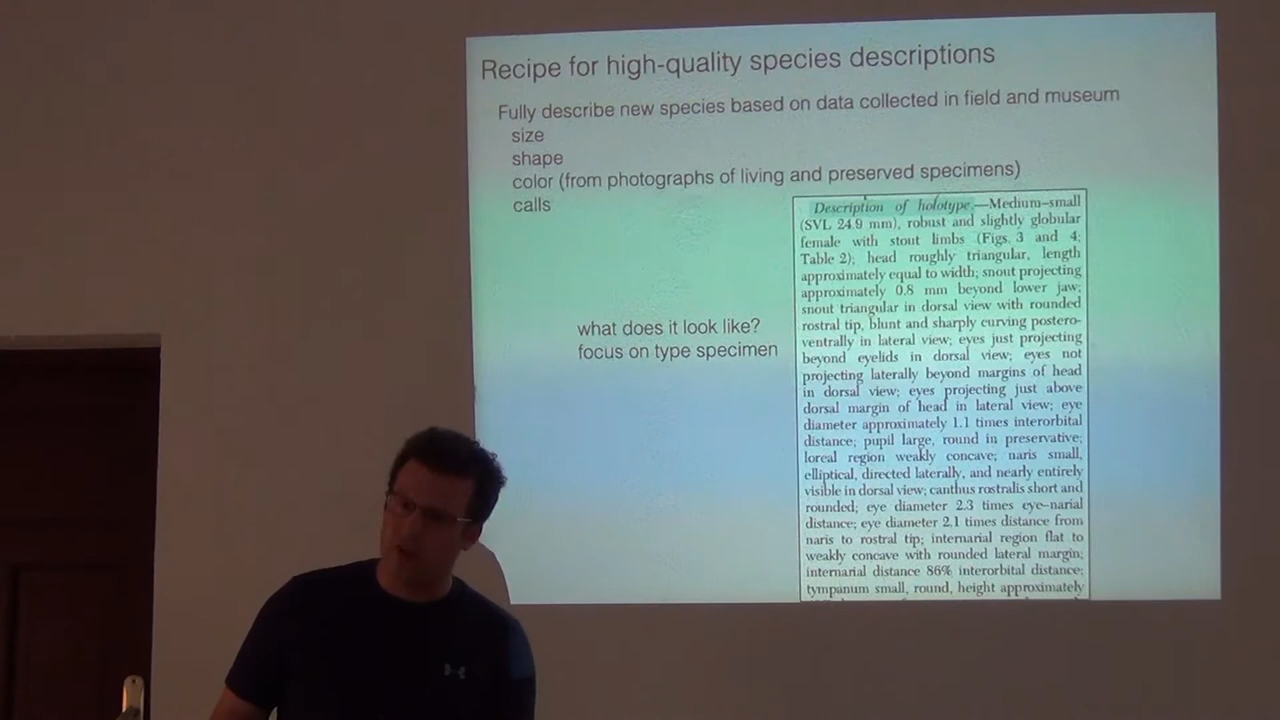 Recipe for high-quality species descriptions
Fully describe new species based on data collected in field and museum
size
shape
color (from photographs of living and preserved specimens)
calls
what does it look like?
focus on type specimen
Description of holotype.—Medium-small
(SVL 24.9 mm), robust and slightly globular
female with stout limbs (Figs. 3 and 4;
Table 2); head roughly triangular, length
approximately equal to width; snout projecting
approximately 0.8 mm beyond lower jaw;
snout triangular in dorsal view with rounded
rostral tip, blunt and sharply curving postero-
ventrally in lateral view; eyes just projecting
beyond eyelids in dorsal view; eyes not
projecting laterally beyond margins of head
in dorsal view; eyes projecting just above
dorsal margin of head in lateral view; eye
diameter approximately 1.1 times interorbital
distance; pupil large, round in preservative;
loreal region weakly concave; naris small,
elliptical, directed laterally, and nearly entirely
visible in dorsal view; canthus rostralis short and
rounded; eye diameter 2.3 times eye–narial
distance; eye diameter 2.1 times distance from
naris to rostral tip; internarial region flat to
weakly concave with rounded lateral margin;
internarial distance 86% interorbital distance;
tympanum small, round, height approximately